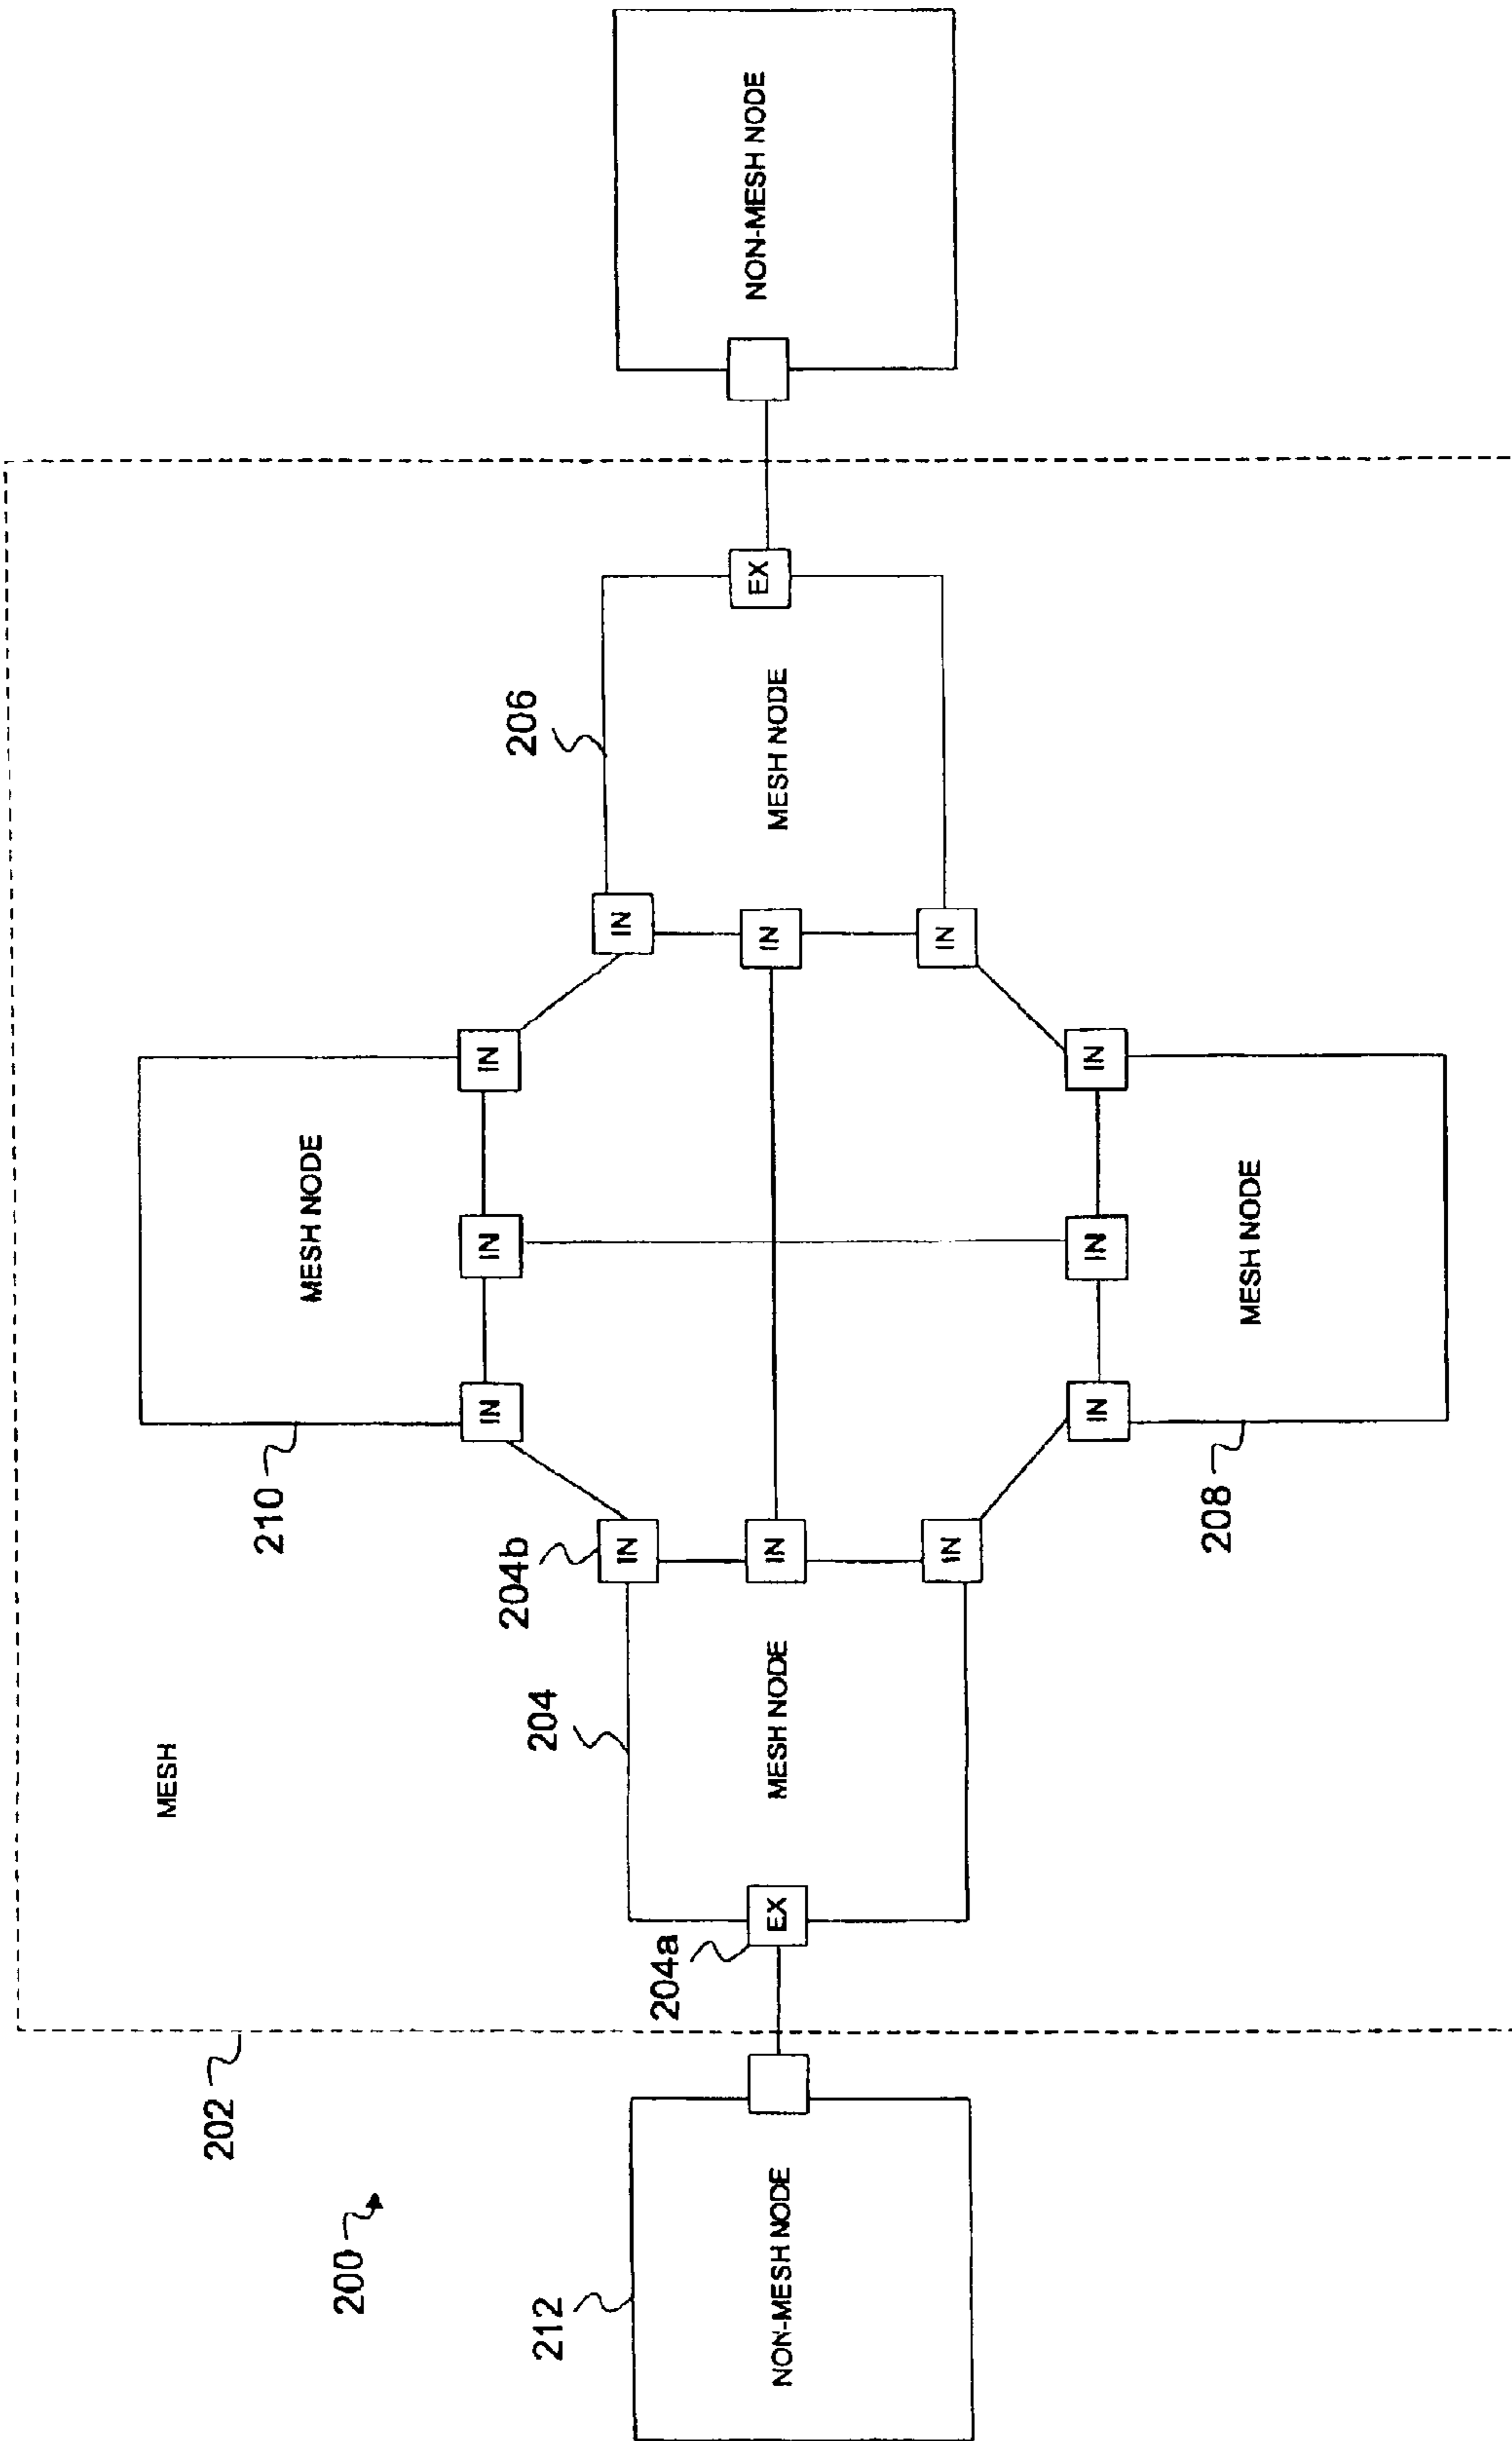 200
202
MESH
212
NON-MESH NODE
204a
EX
204
MESH NODE
204b
IN
IN
IN
210
MESH NODE
IN
IN
IN
208
MESH NODE
IN
IN
IN
206
MESH NODE
IN
IN
IN
EX
NON-MESH NODE